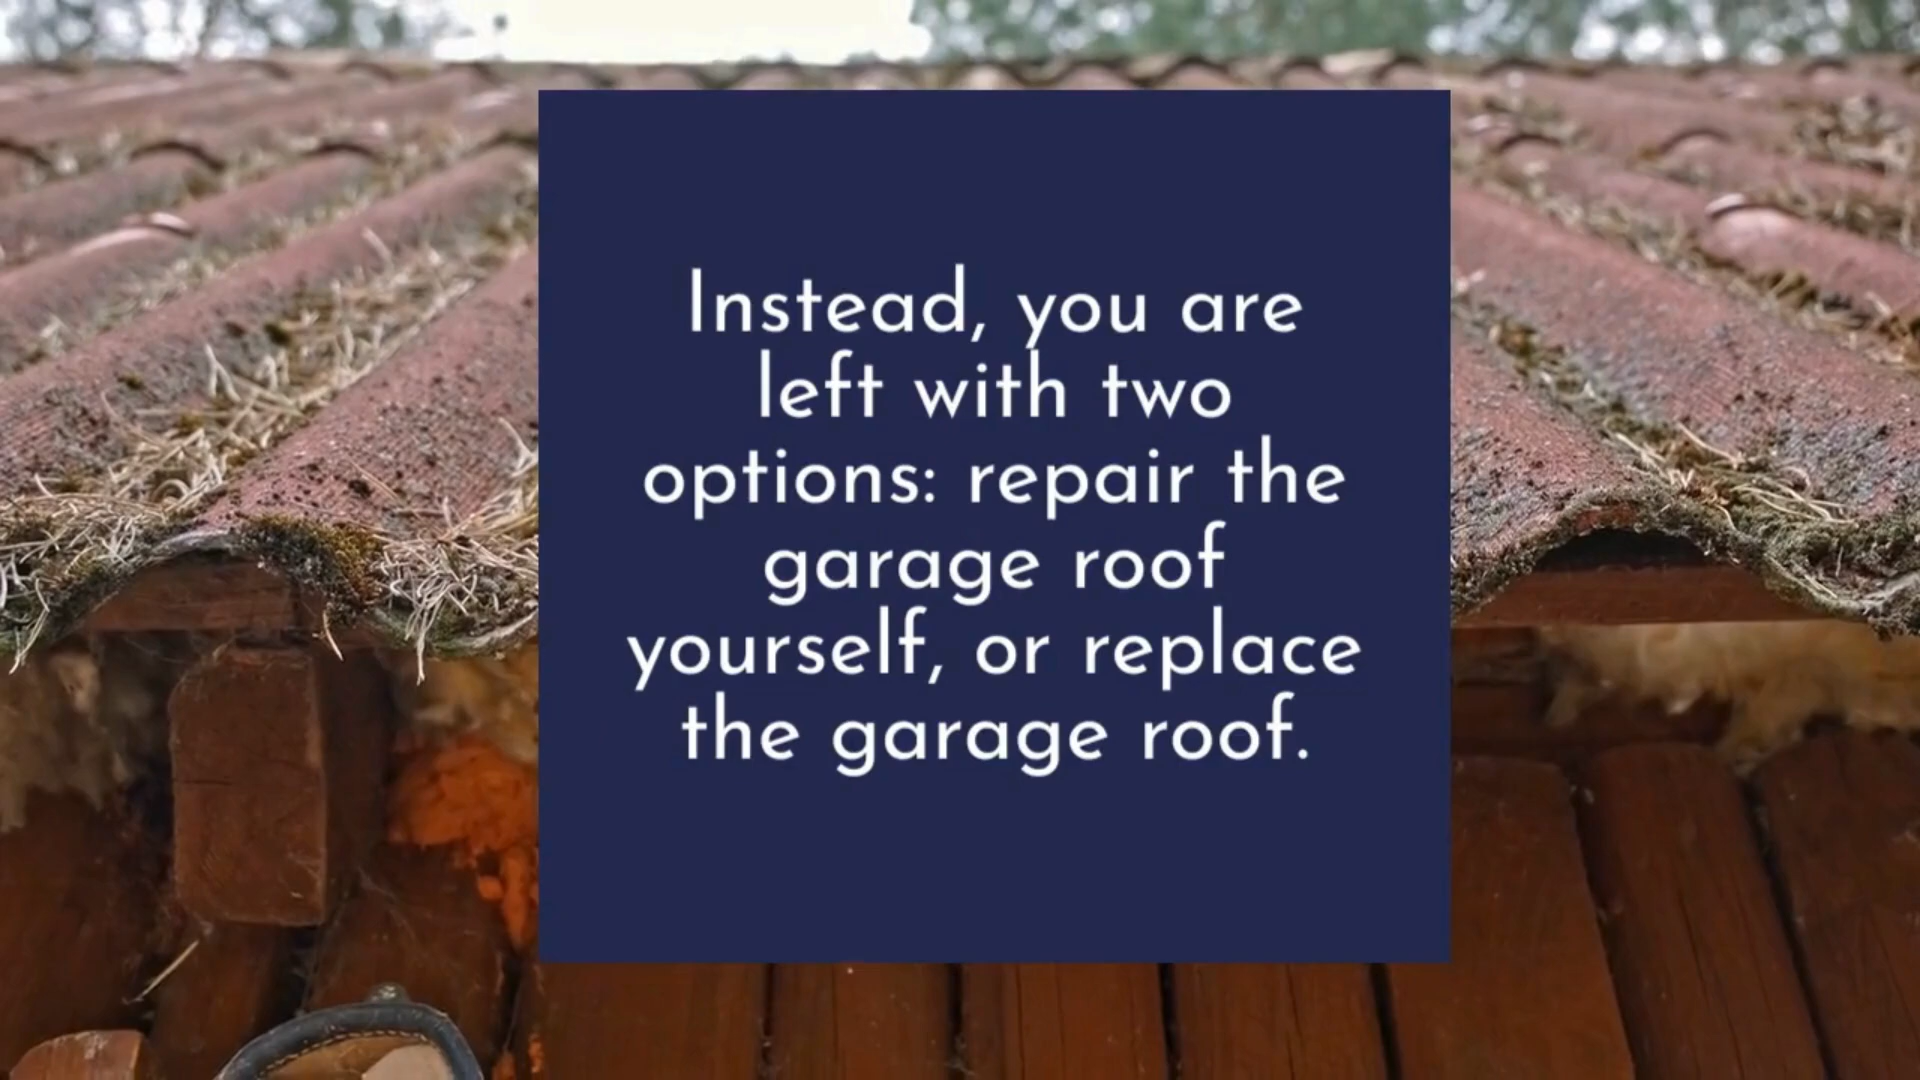 Instead, you are
left with two
options: repair the
garage roof
yourself, or replace
the garage roof.